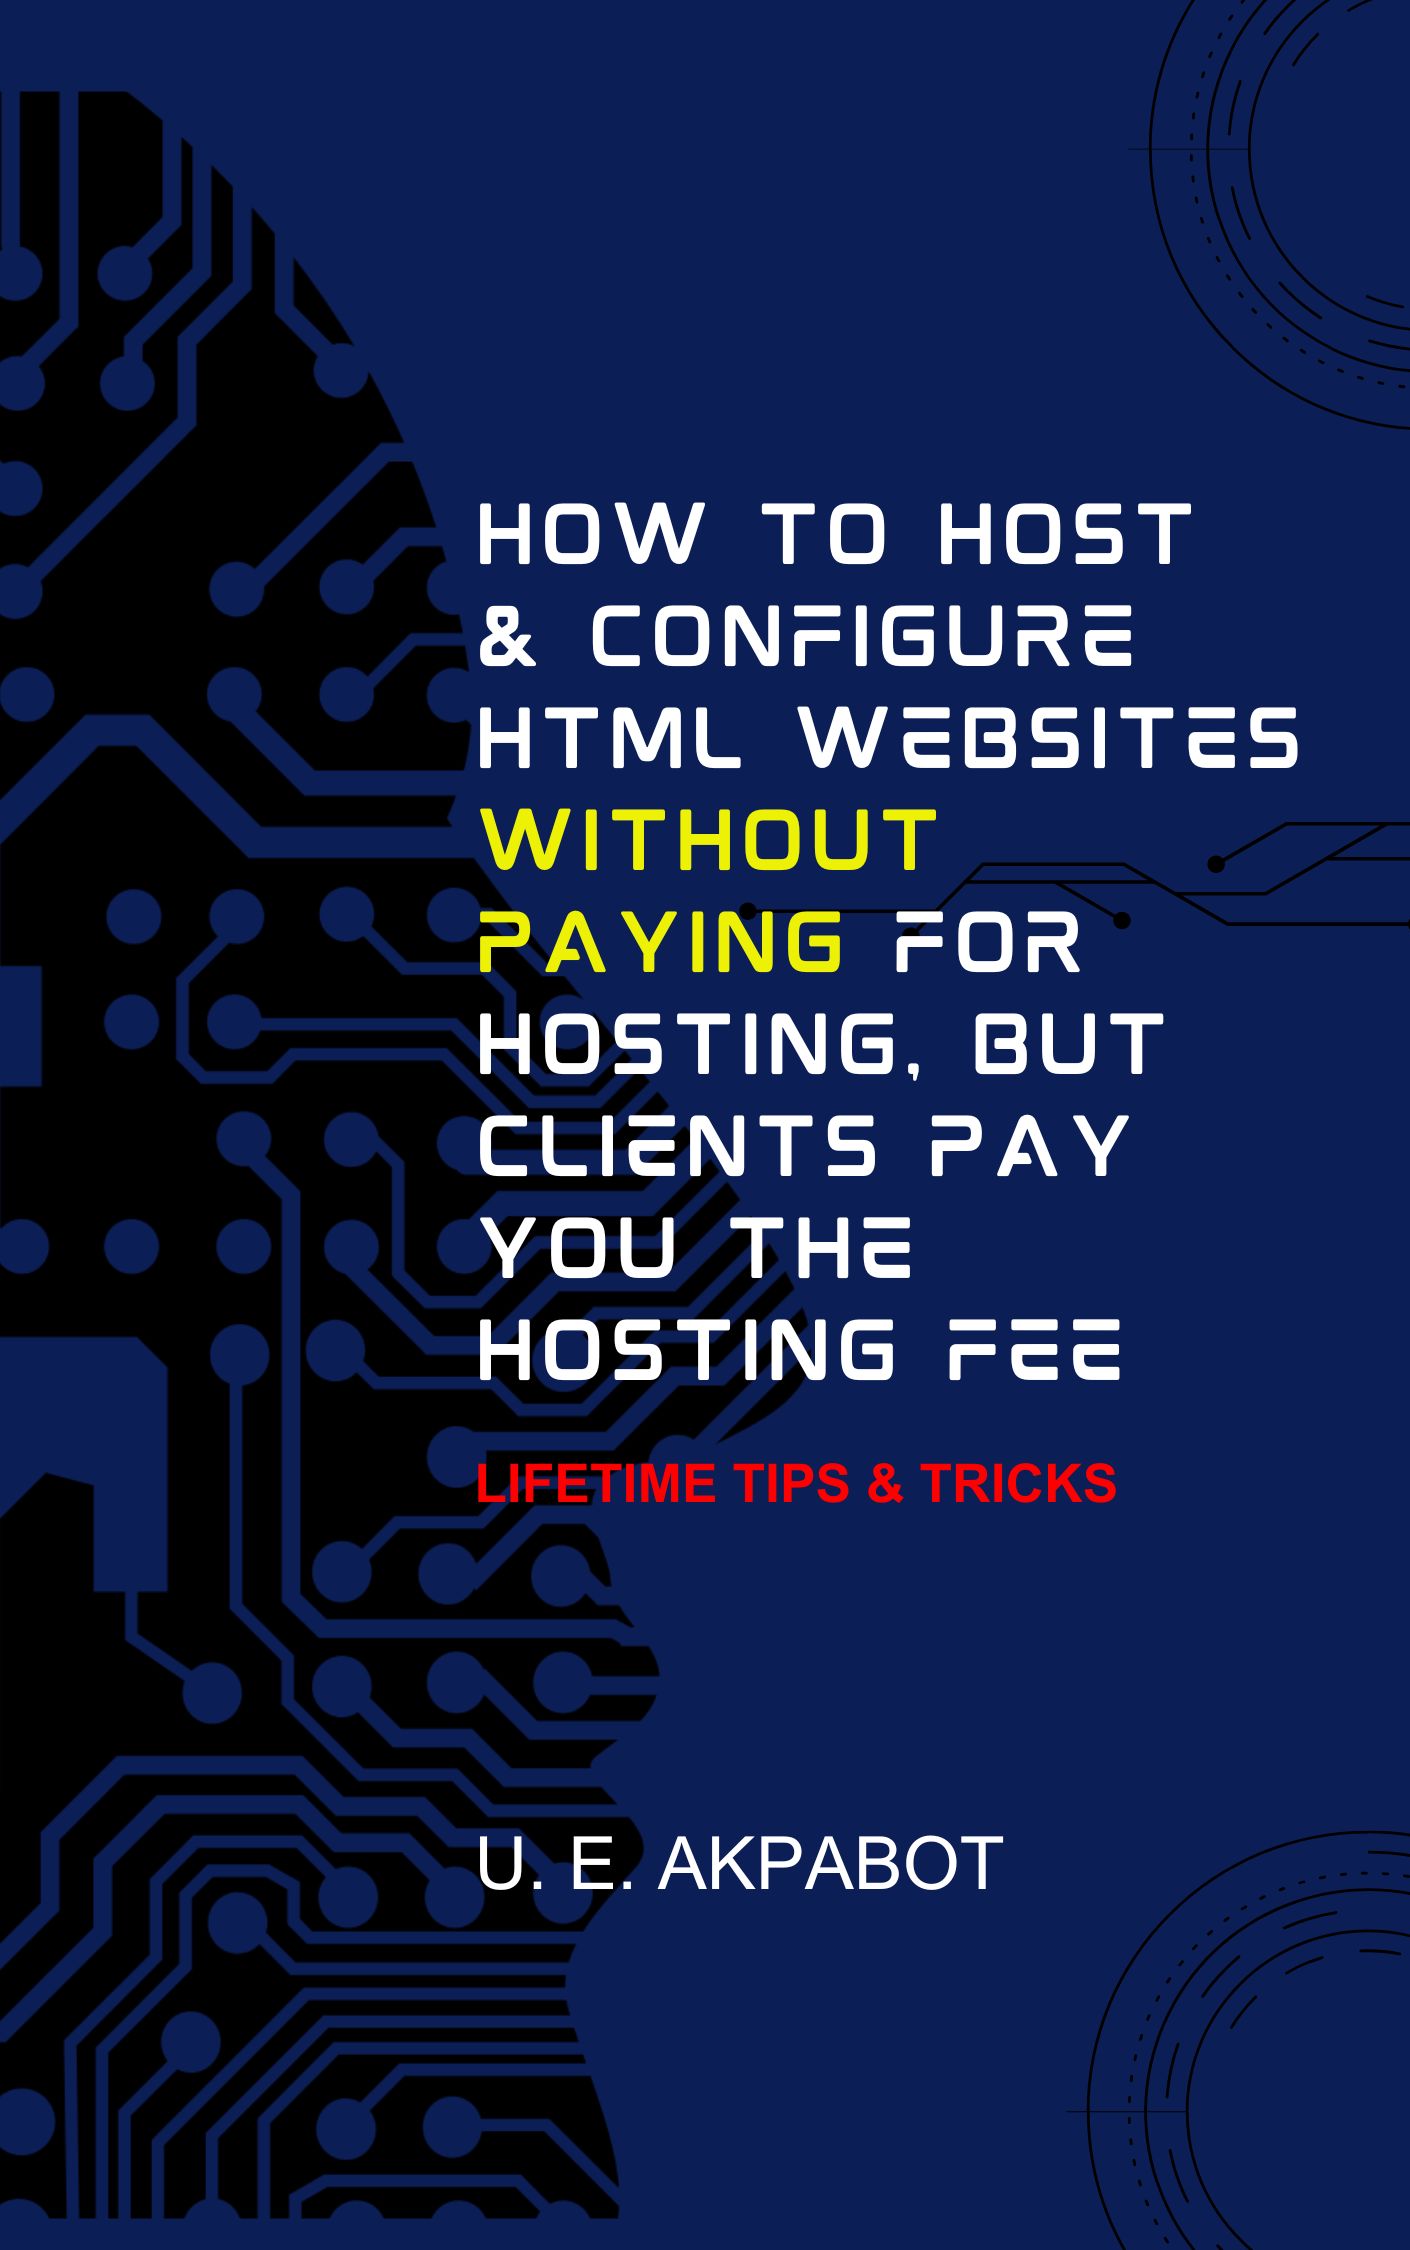 HOW TO HOST
& CONFIGURE
HTML WEBSITES
WITHOUT
PAYING FOR
HOSTING, BUT
CLIENTS PAY
YOU THE
HOSTING FEE
LIFETIME TIPS & TRICKS
U. E. AKPABOT